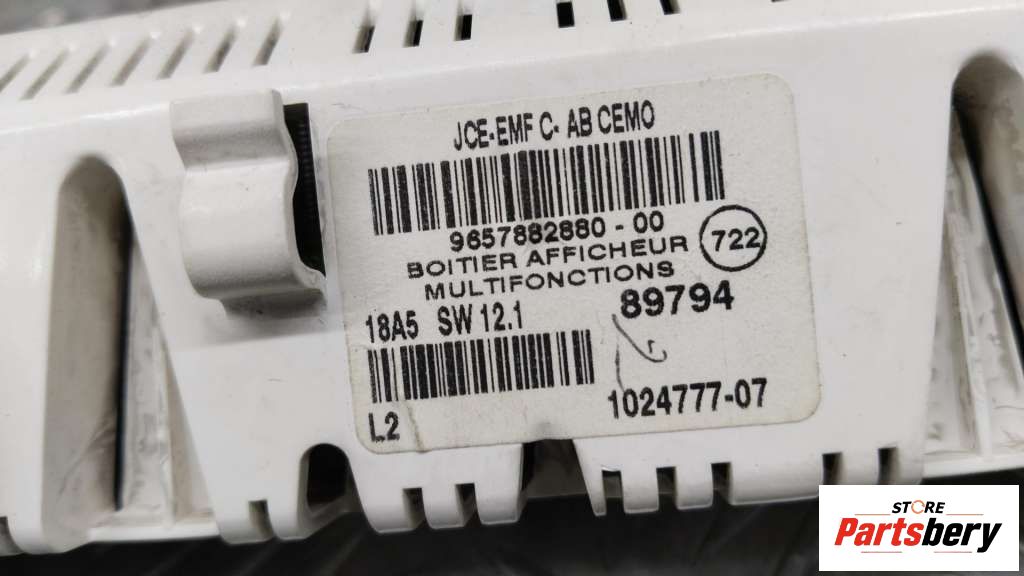 JCE-EMF C- AB CEMO
9657882880 - 00
BOITIER AFFICHEUR
MULTIFONCTIONS
722
18A5 SW 12.1
89794
L2
1024777-07
STORE
Partsbery